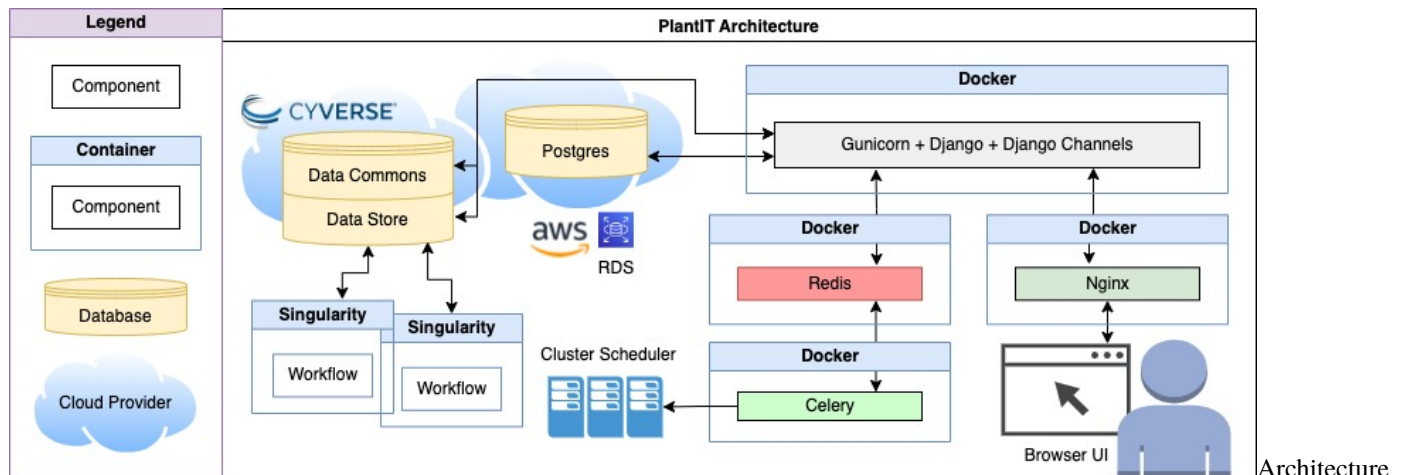 Legend
Component
Container
Component
Database
Cloud Provider
PlantIT Architecture
CYVERSE®
Data Commons
Data Store
Postgres
aws
RDS
Docker
Gunicorn + Django + Django Channels
Docker
Redis
Docker
Nginx
Singularity
Workflow
Singularity
Workflow
Cluster Scheduler
Docker
Celery
Browser UI
Architecture